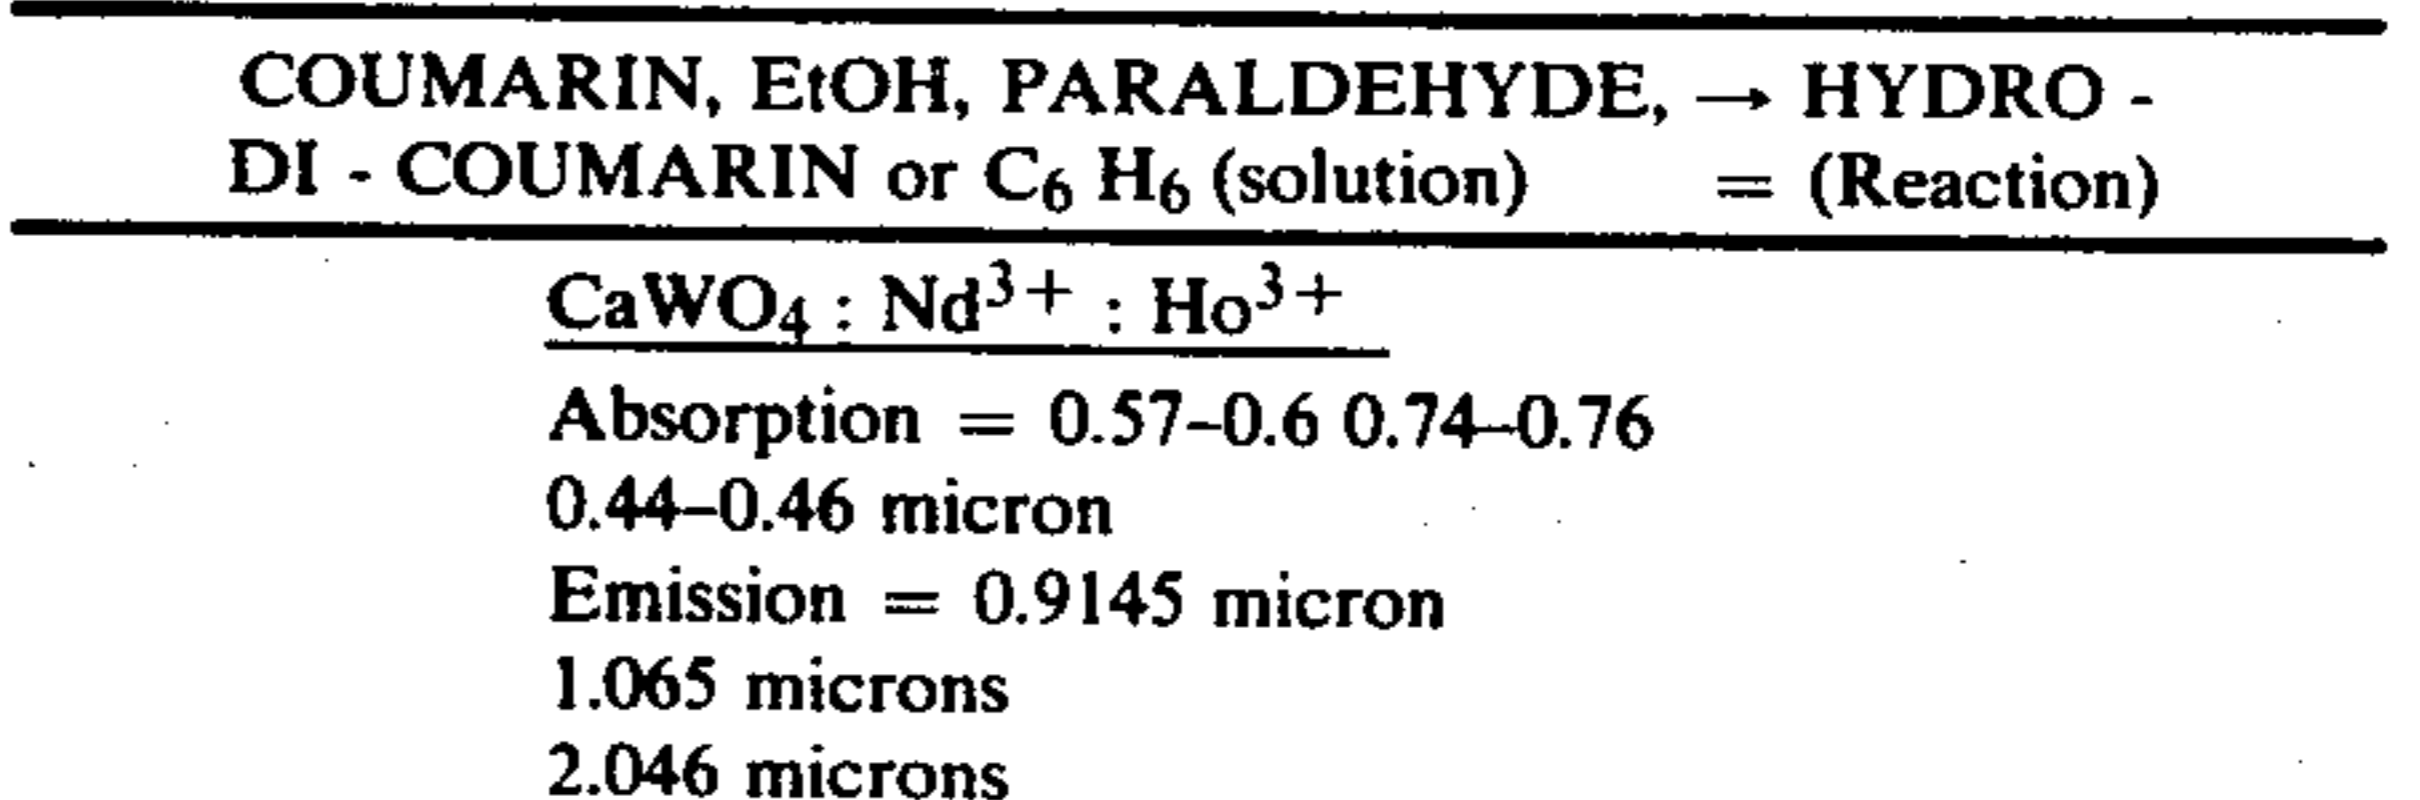 COUMARIN, EtOH, PARALDEHYDE, → HYDRO -
DI - COUMARIN or C₆ H₆ (solution) = (Reaction)
CaWO₄ : Nd³⁺ : Ho³⁺
Absorption = 0.57–0.6 0.74–0.76
0.44–0.46 micron
Emission = 0.9145 micron
1.065 microns
2.046 microns